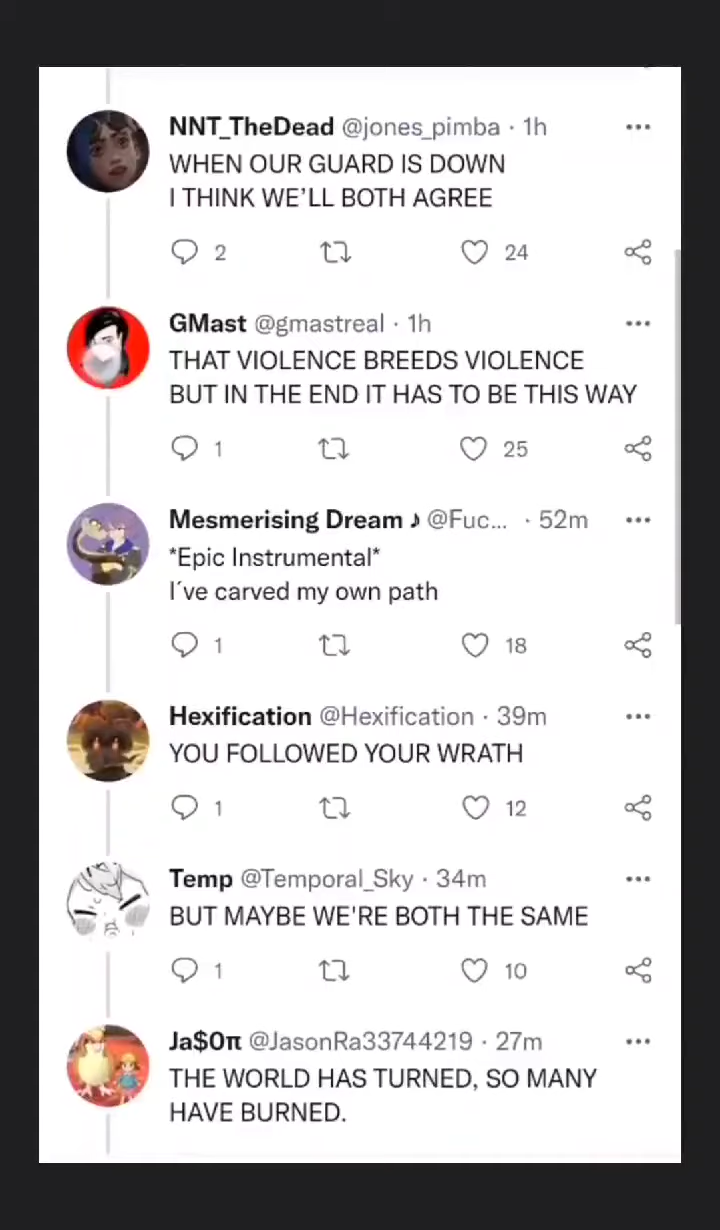 NNT_TheDead @jones_pimba · 1h
WHEN OUR GUARD IS DOWN
I THINK WE'LL BOTH AGREE
2 24
GMast @gmastreal · 1h
THAT VIOLENCE BREEDS VIOLENCE
BUT IN THE END IT HAS TO BE THIS WAY
1 25
Mesmerising Dream ♪ @Fuc... · 52m
*Epic Instrumental*
I´ve carved my own path
1 18
Hexification @Hexification · 39m
YOU FOLLOWED YOUR WRATH
1 12
Temp @Temporal_Sky · 34m
BUT MAYBE WE'RE BOTH THE SAME
1 10
Ja$0π @JasonRa33744219 · 27m
THE WORLD HAS TURNED, SO MANY
HAVE BURNED.